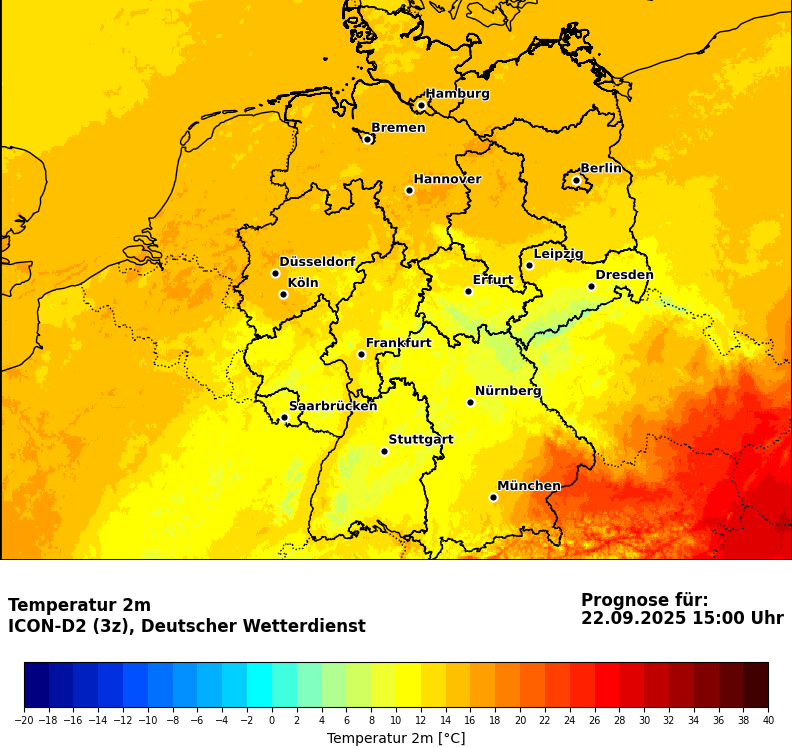 Hamburg
Bremen
Berlin
Hannover
Leipzig
Düsseldorf
Dresden
Köln
Erfurt
Frankfurt
Nürnberg
Saarbrücken
Stuttgart
München
Temperatur 2m
ICON-D2 (3z), Deutscher Wetterdienst
Prognose für:
22.09.2025 15:00 Uhr
−20 −18 −16 −14 −12 −10 −8 −6 −4 −2 0 2 4 6 8 10 12 14 16 18 20 22 24 26 28 30 32 34 36 38 40
Temperatur 2m [°C]